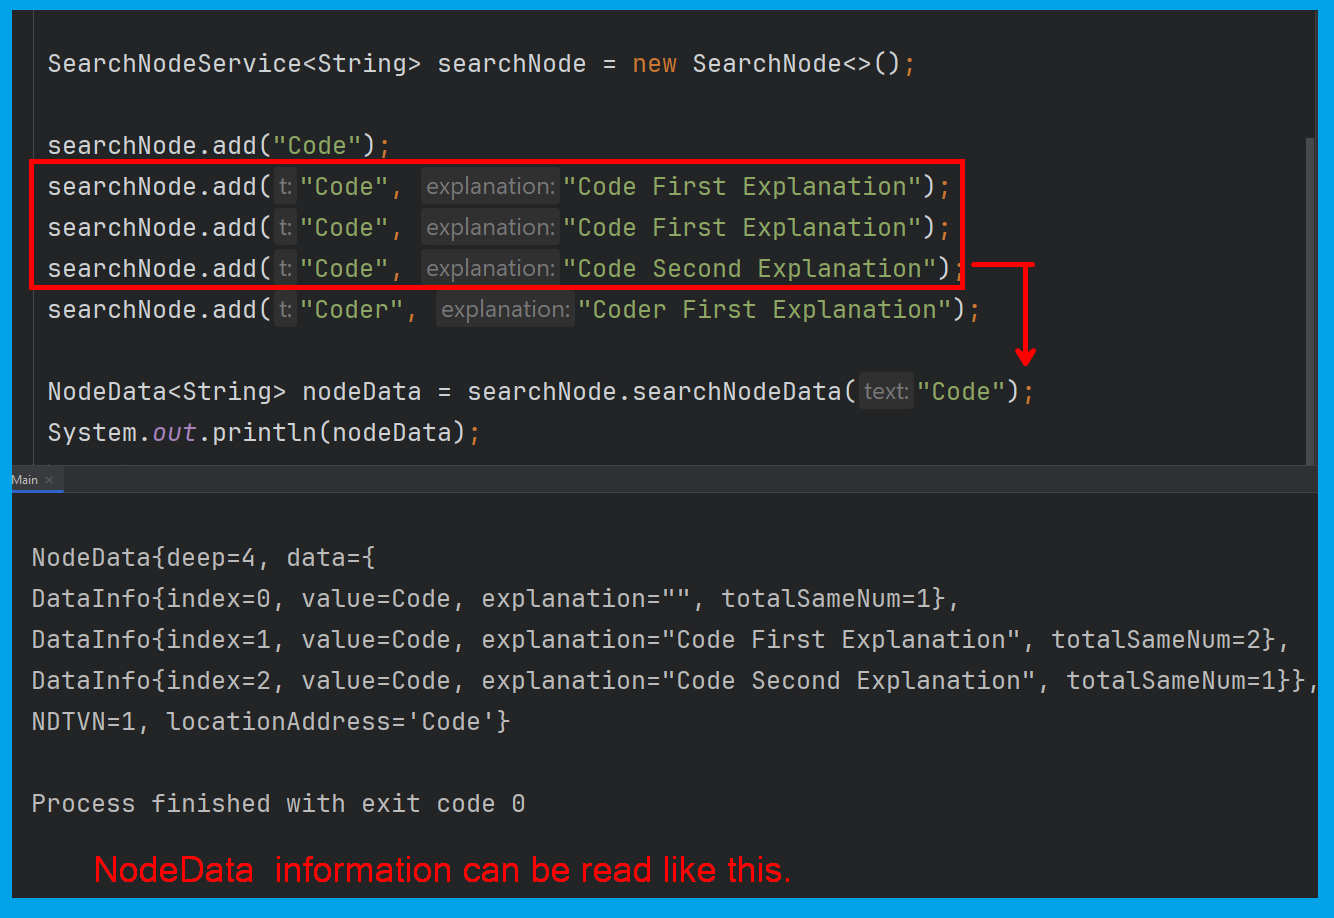 SearchNodeService<String> searchNode = new SearchNode<>();
searchNode.add("Code");
searchNode.add( t: "Code", explanation: "Code First Explanation");
searchNode.add( t: "Code", explanation: "Code First Explanation");
searchNode.add( t: "Code", explanation: "Code Second Explanation");
searchNode.add( t: "Coder", explanation: "Coder First Explanation");
NodeData<String> nodeData = searchNode.searchNodeData( text: "Code");
System.out.println(nodeData);
Main ×
NodeData{deep=4, data={
DataInfo{index=0, value=Code, explanation="", totalSameNum=1},
DataInfo{index=1, value=Code, explanation="Code First Explanation", totalSameNum=2},
DataInfo{index=2, value=Code, explanation="Code Second Explanation", totalSameNum=1}},
NDTVN=1, locationAddress='Code'}
Process finished with exit code 0
NodeData information can be read like this.